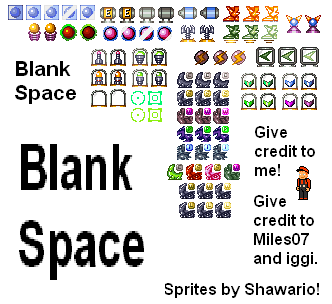 Blank
Space
Blank
Space
Give
credit to
me!
Give
credit to
Miles07
and iggi.
Sprites by Shawario!